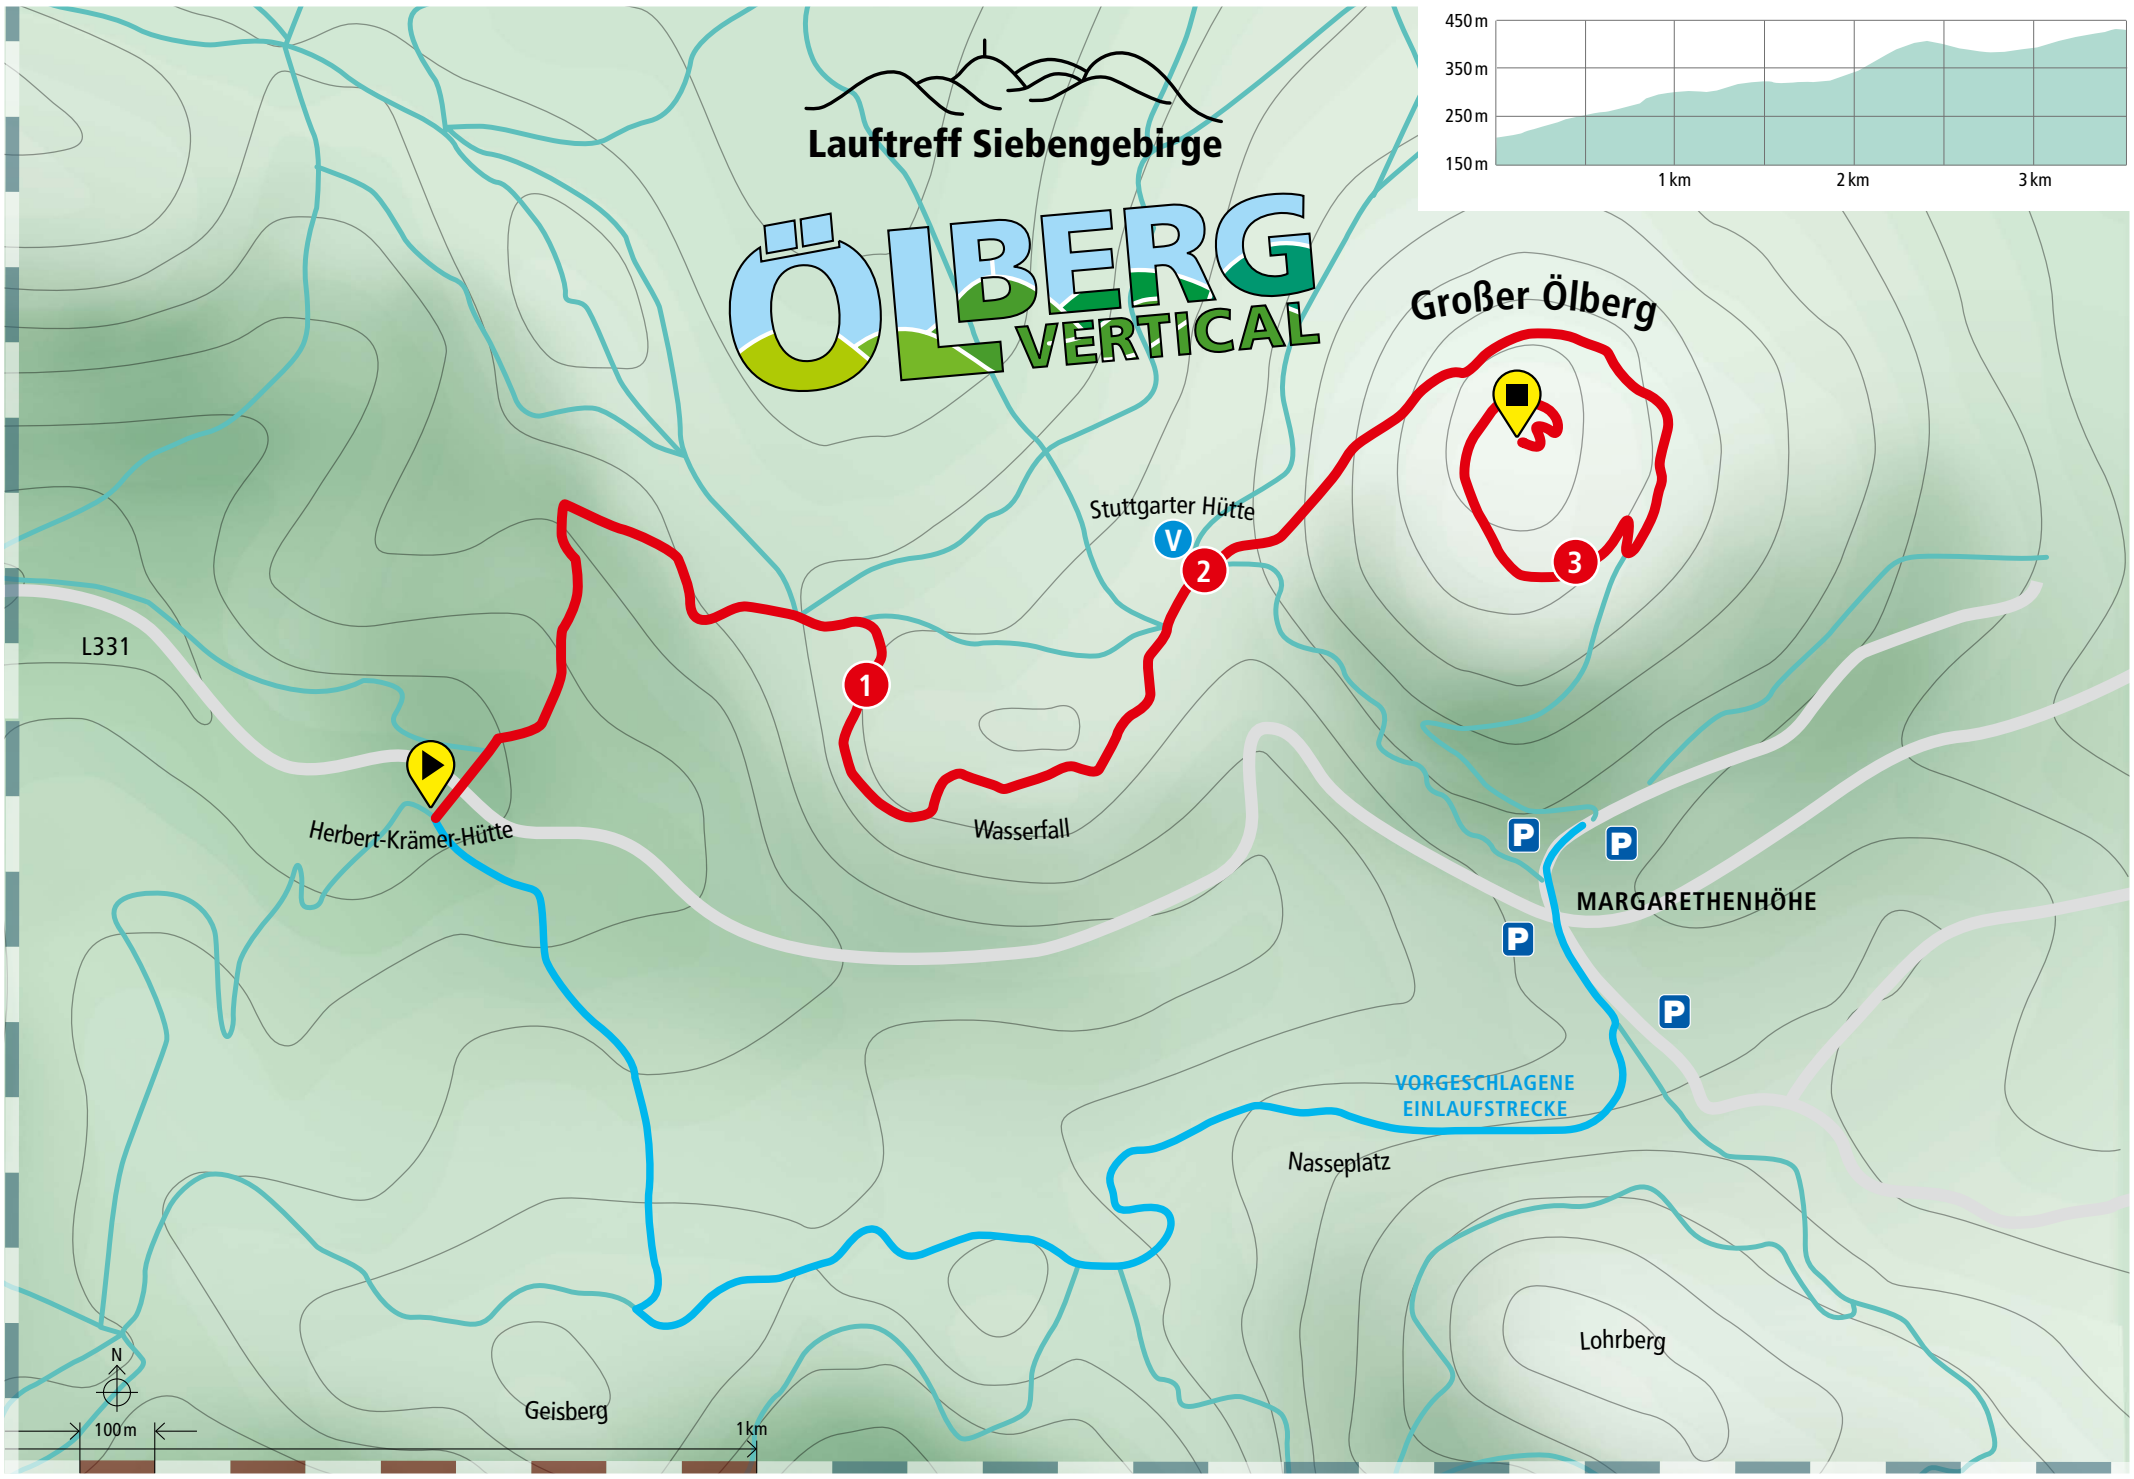 Lauftreff Siebengebirge
ÖLBERG
VERTICAL
450 m
350 m
250 m
150 m
1 km
2 km
3 km
Großer Ölberg
Stuttgarter Hütte
V
2
3
L331
1
Herbert-Krämer-Hütte
Wasserfall
P
P
MARGARETHENHÖHE
P
P
VORGESCHLAGENE
EINLAUFSTRECKE
Nasseplatz
Lohrberg
N
Geisberg
100 m
1 km